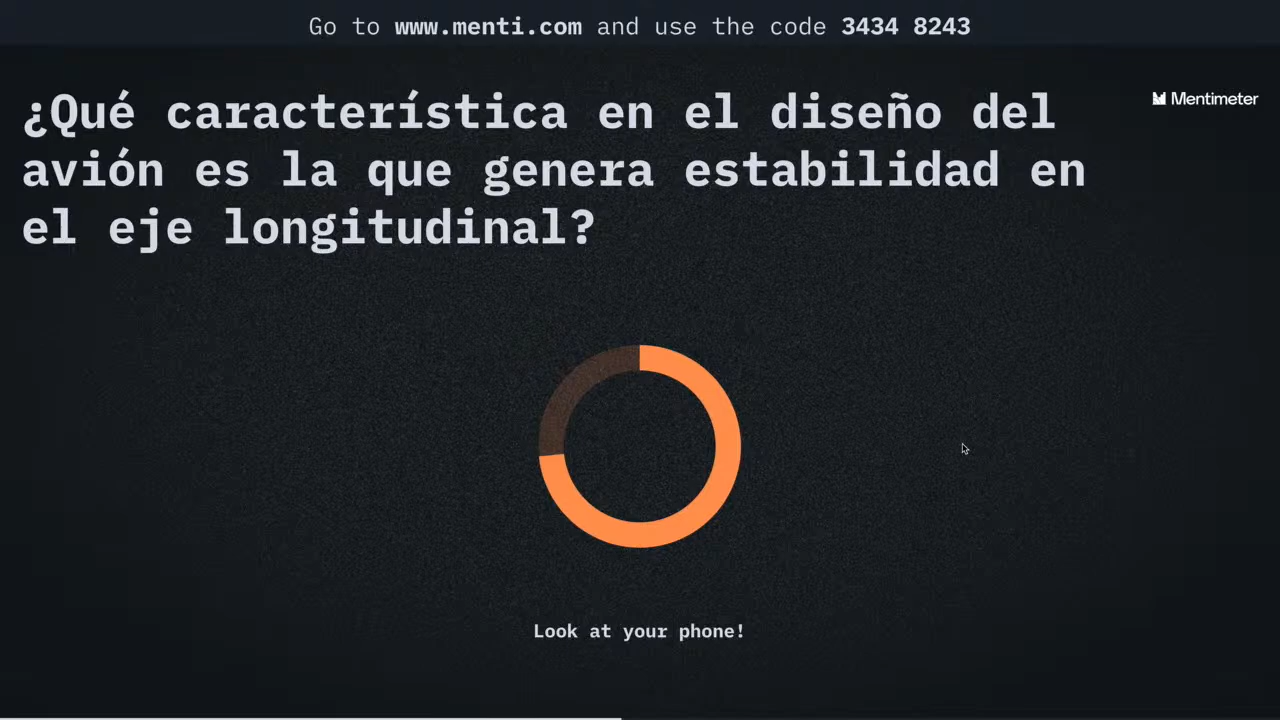 Go to www.menti.com and use the code 3434 8243
Mentimeter
¿Qué característica en el diseño del
avión es la que genera estabilidad en
el eje longitudinal?
Look at your phone!